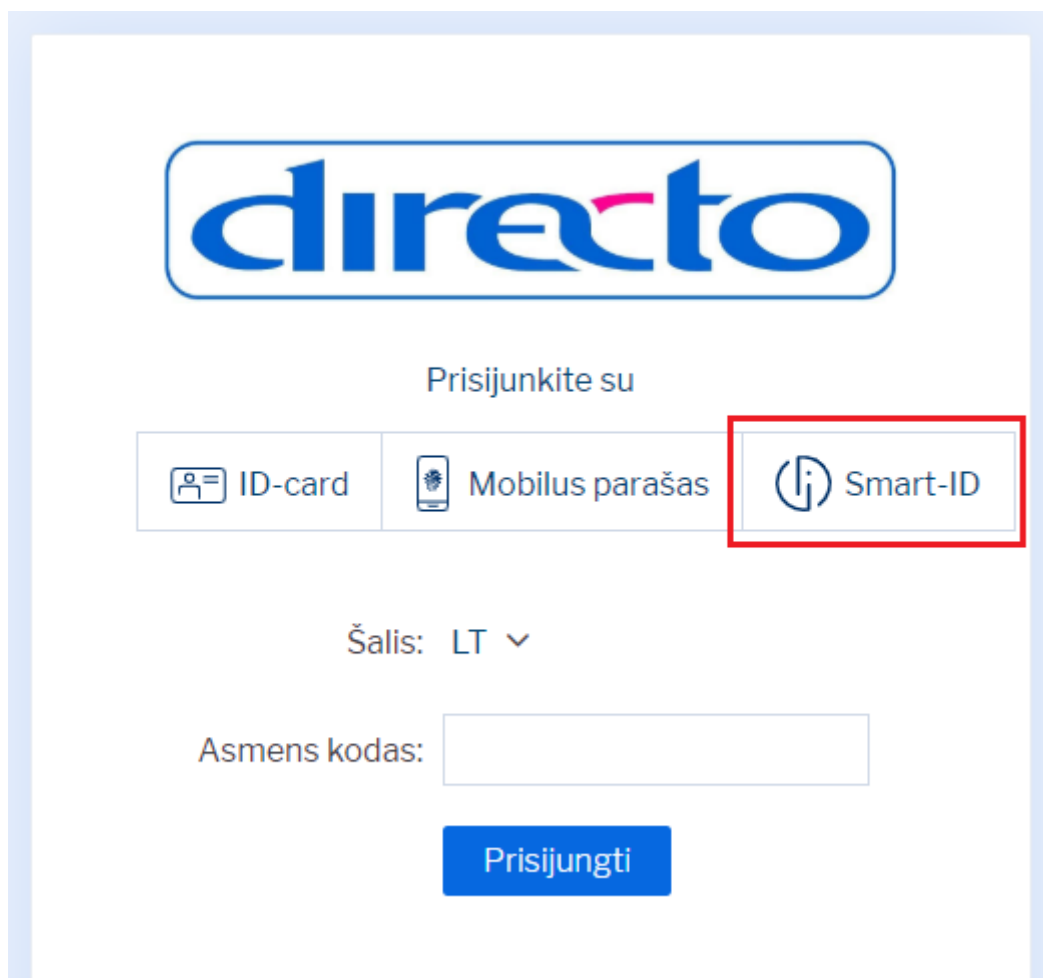 directo
Prisijunkite su
ID-card Mobilus parašas Smart-ID
Šalis: LT
Asmens kodas:
Prisijungti